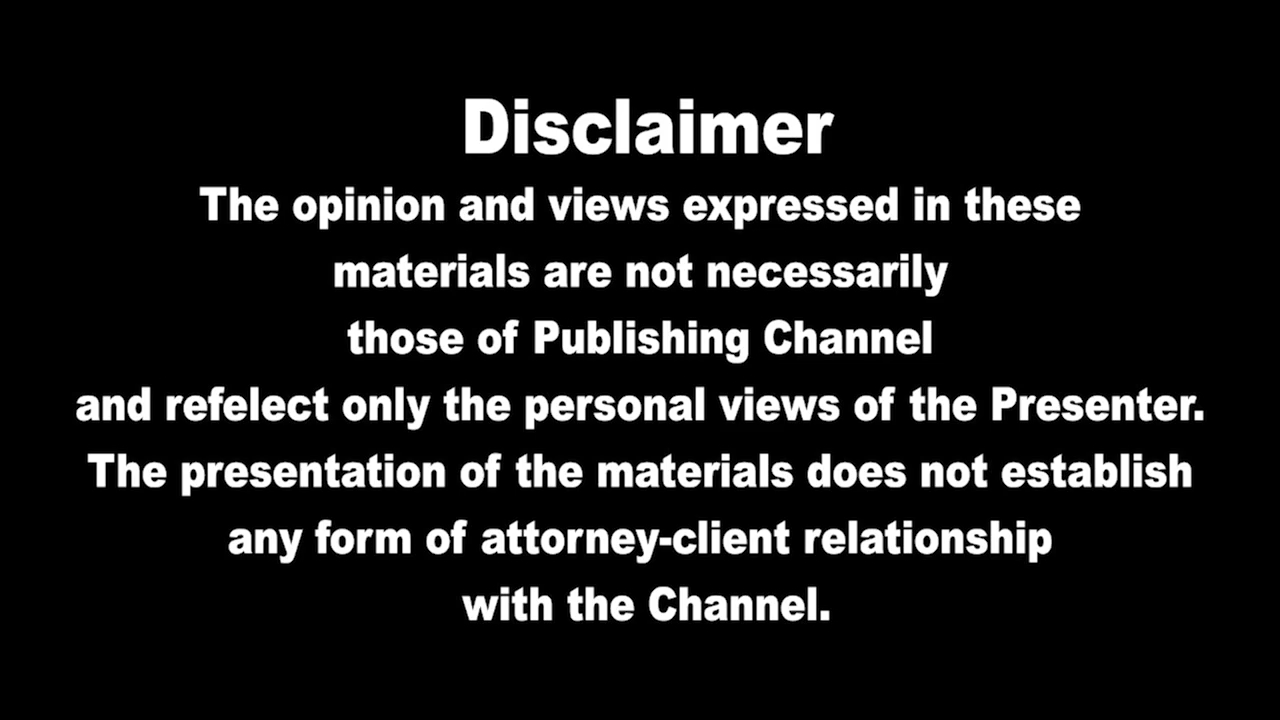 Disclaimer
The opinion and views expressed in these
materials are not necessarily
those of Publishing Channel
and refelect only the personal views of the Presenter.
The presentation of the materials does not establish
any form of attorney-client relationship
with the Channel.